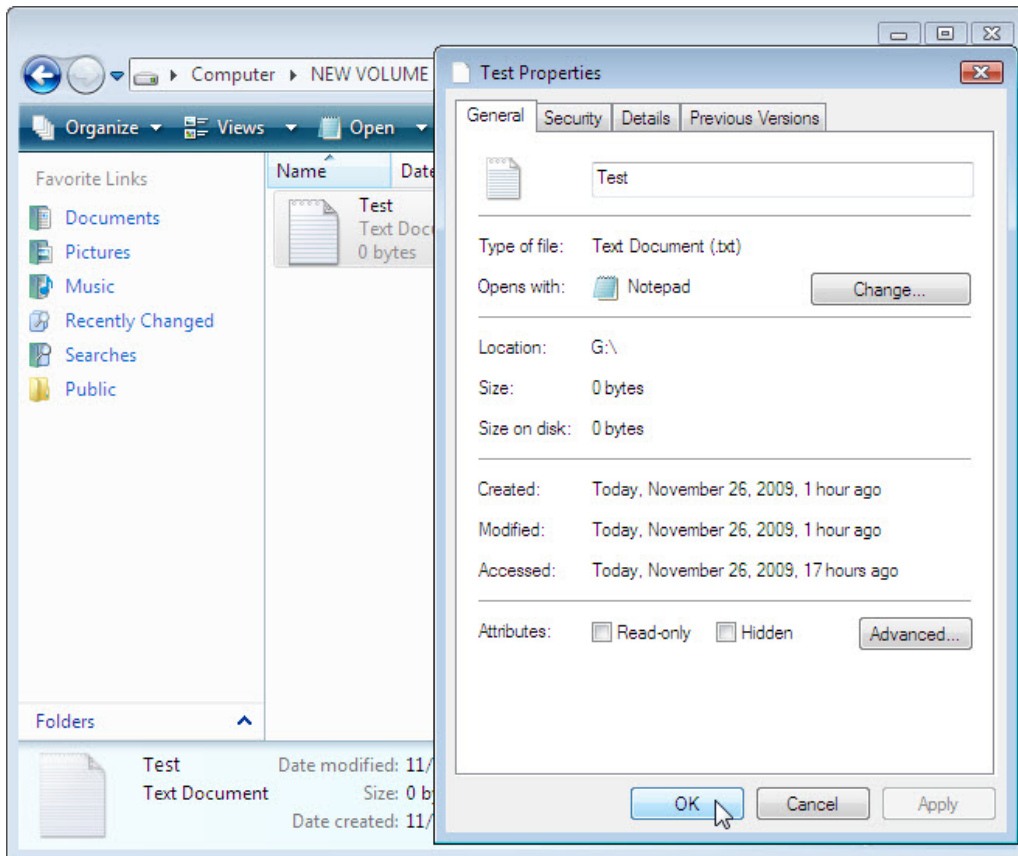 Computer NEW VOLUME
Organize Views Open
Favorite Links
Documents
Pictures
Music
Recently Changed
Searches
Public
Folders
Name Date
Test
Text Doc
0 bytes
Test
Text Document
Date modified: 11/
Size: 0 by
Date created: 11/
Test Properties
General Security Details Previous Versions
Test
Type of file: Text Document (.txt)
Opens with: Notepad Change...
Location: G:\
Size: 0 bytes
Size on disk: 0 bytes
Created: Today, November 26, 2009, 1 hour ago
Modified: Today, November 26, 2009, 1 hour ago
Accessed: Today, November 26, 2009, 17 hours ago
Attributes: Read-only Hidden Advanced...
OK Cancel Apply